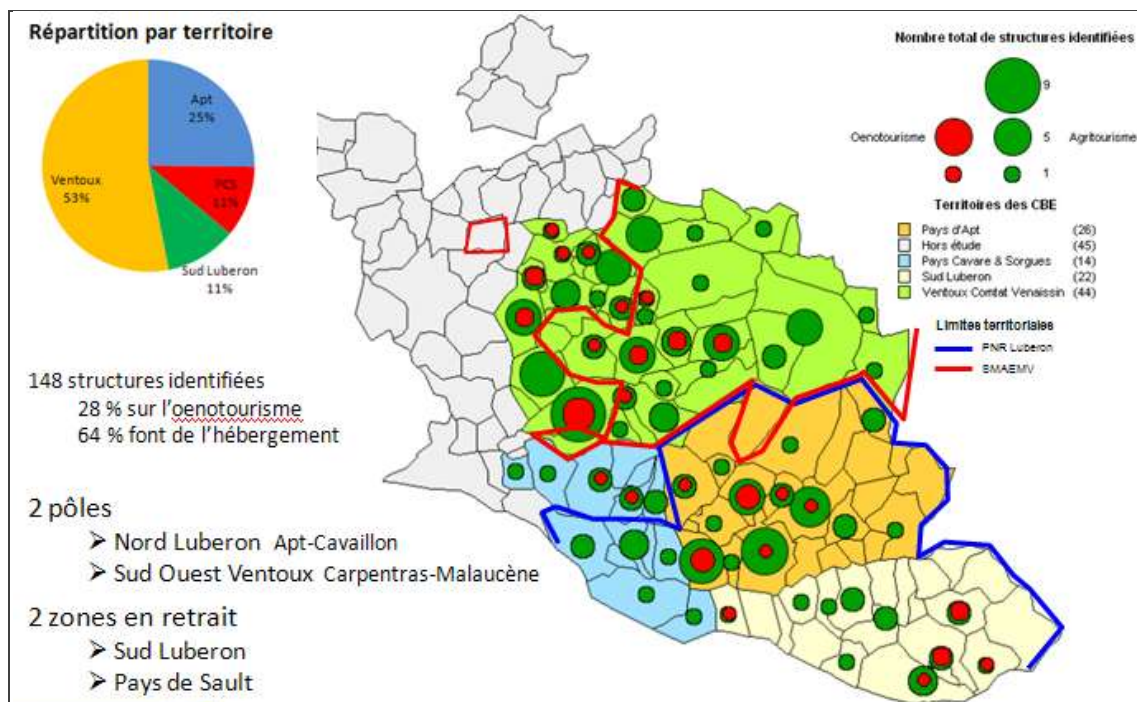 Répartition par territoire
Apt
25%
PCS
11%
Sud Luberon
11%
Ventoux
53%
148 structures identifiées
28 % sur l'oenotourisme
64 % font de l'hébergement
2 pôles
➢ Nord Luberon Apt-Cavaillon
➢ Sud Ouest Ventoux Carpentras-Malaucène
2 zones en retrait
➢ Sud Luberon
➢ Pays de Sault
Nombre total de structures identifiées
9
Oenotourisme 5 Agritourisme
1
Territoires des CBE
Pays d'Apt (26)
Hors étude (45)
Pays Cavare & Sorgues (14)
Sud Luberon (22)
Ventoux Comtat Venaissin (44)
Limites territoriales
PNR Luberon
SMAEMV